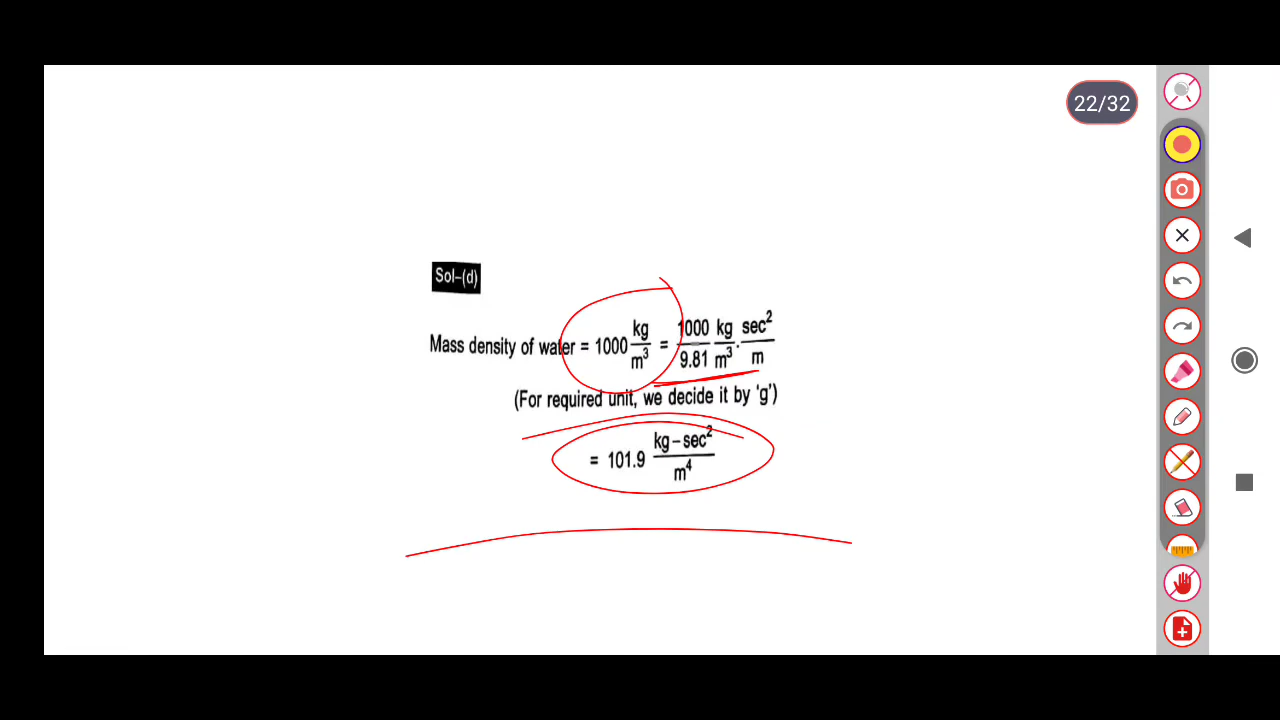 22/32
Sol–(d)
Mass density of water = 1000 kg/m³ = 1000/9.81 kg/m³ · sec²/m
(For required unit, we decide it by 'g')
= 101.9 kg – sec²/m⁴